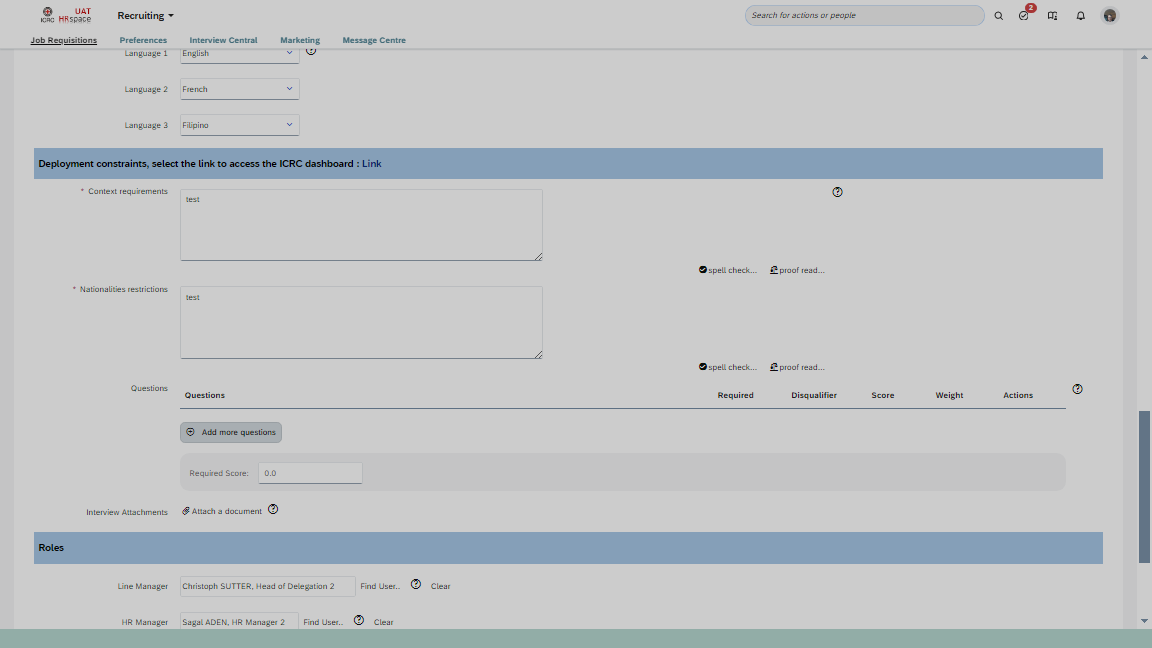 ICRC
UAT
HRspace
Recruiting
Search for actions or people
2
Job Requisitions
Preferences
Interview Central
Marketing
Message Centre
Language 1
English
Language 2
French
Language 3
Filipino
Deployment constraints, select the link to access the ICRC dashboard : Link
* Context requirements
test
spell check...
proof read...
* Nationalities restrictions
test
spell check...
proof read...
Questions
Questions
Required
Disqualifier
Score
Weight
Actions
Add more questions
Required Score:
0.0
Interview Attachments
Attach a document
Roles
Line Manager
Christoph SUTTER, Head of Delegation 2
Find User..
Clear
HR Manager
Sagal ADEN, HR Manager 2
Find User..
Clear